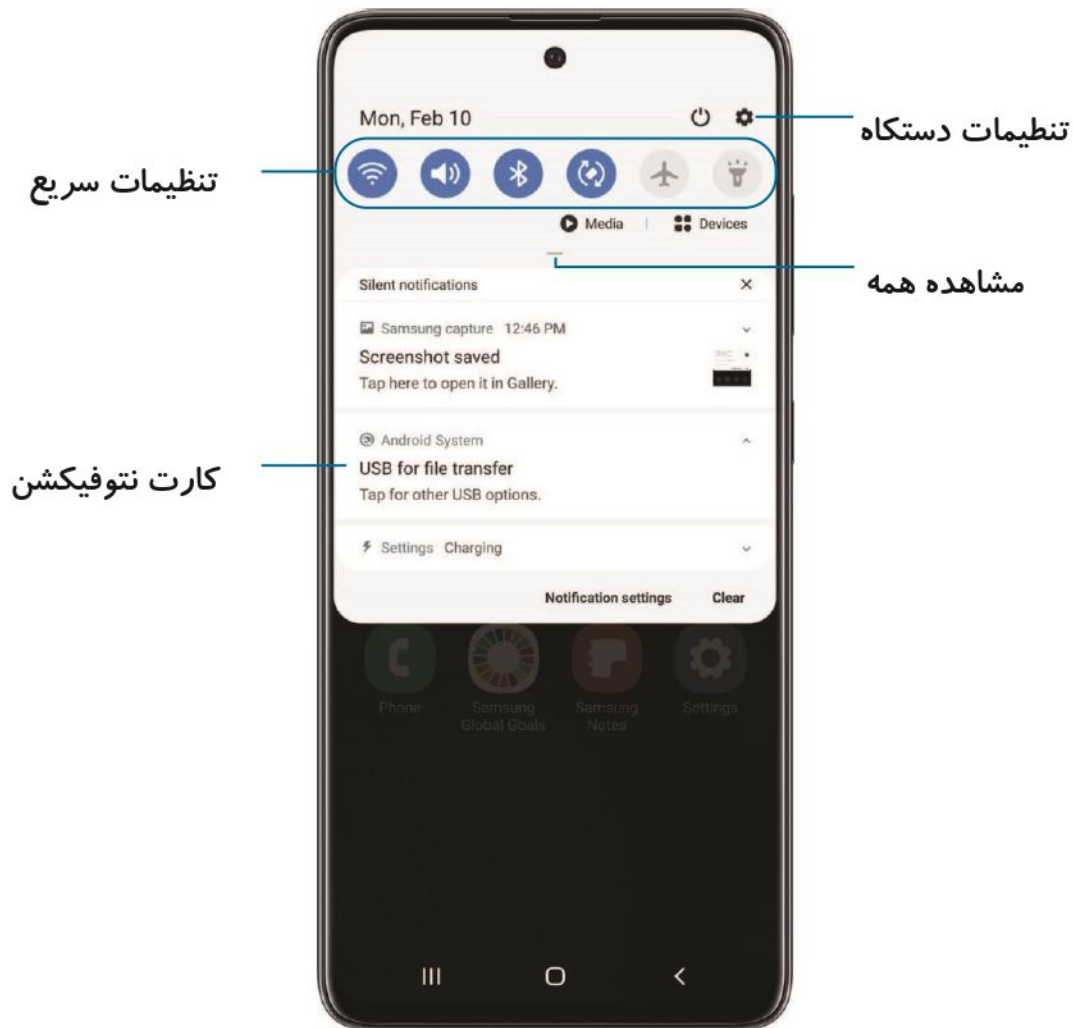 Mon, Feb 10
تنطیمات دستکاه
تنظیمات سریع
Media | Devices
مشاهده همه
Silent notifications
Samsung capture 12:46 PM
Screenshot saved
Tap here to open it in Gallery.
Android System
USB for file transfer
Tap for other USB options.
کارت نتوفیکشن
Settings Charging
Notification settings Clear
Phone
Samsung Global Goals
Samsung Notes
Settings